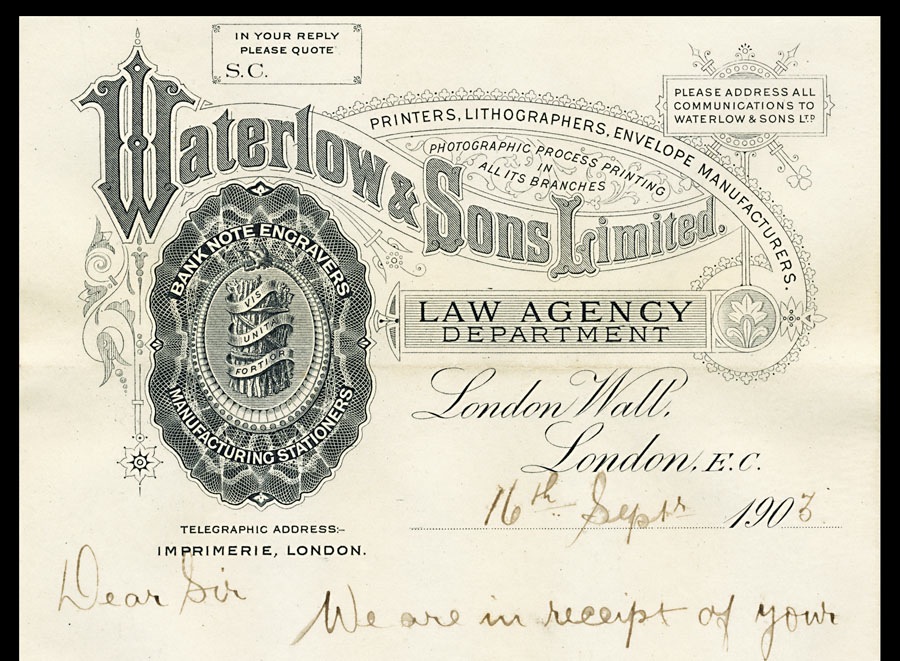 IN YOUR REPLY
PLEASE QUOTE
S.C.
PLEASE ADDRESS ALL
COMMUNICATIONS TO
WATERLOW & SONS LTD
Waterlow & Sons Limited.
PRINTERS, LITHOGRAPHERS, ENVELOPE MANUFACTURERS.
PHOTOGRAPHIC PROCESS PRINTING
IN
ALL ITS BRANCHES
BANK NOTE ENGRAVERS
VIS
UNITA
FORTIOR
MANUFACTURING STATIONERS
LAW AGENCY
DEPARTMENT
London Wall,
London, E.C.
16th Septr 1903
TELEGRAPHIC ADDRESS:–
IMPRIMERIE, LONDON.
Dear Sir
We are in receipt of your